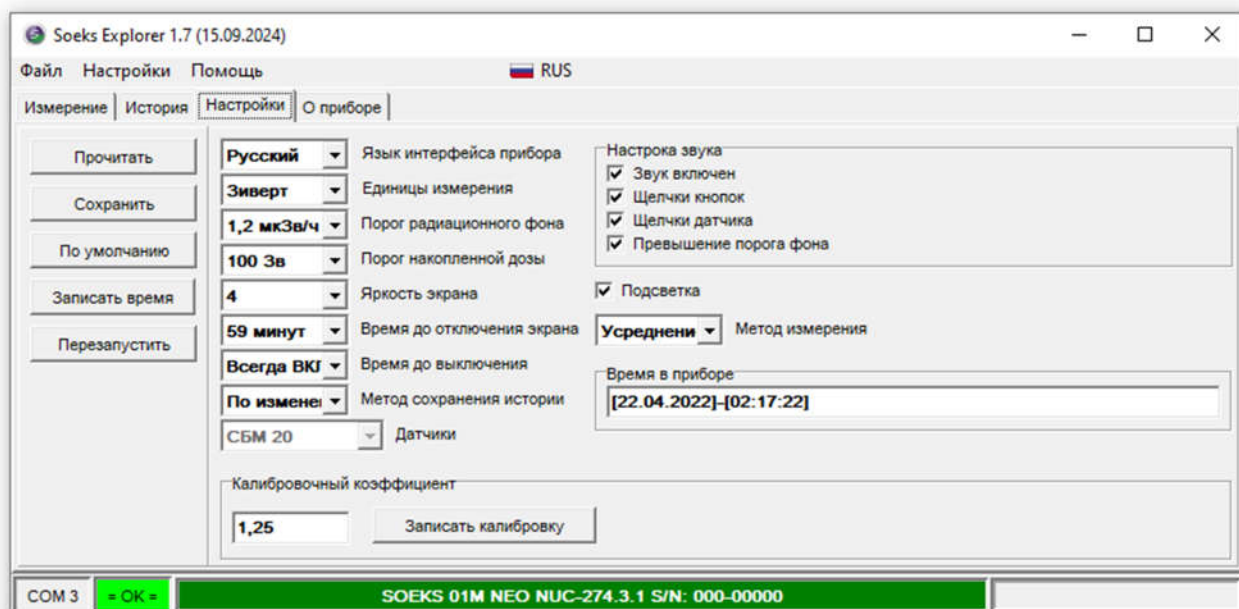 Soeks Explorer 1.7 (15.09.2024)
Файл Настройки Помощь RUS
Измерение История Настройки О приборе
Прочитать
Сохранить
По умолчанию
Записать время
Перезапустить
Русский Язык интерфейса прибора
Зиверт Единицы измерения
1,2 мкЗв/ч Порог радиационного фона
100 Зв Порог накопленной дозы
4 Яркость экрана
59 минут Время до отключения экрана
Всегда ВКЛ Время до выключения
По измене Метод сохранения истории
СБМ 20 Датчики
Настрока звука
Звук включен
Щелчки кнопок
Щелчки датчика
Превышение порога фона
Подсветка
Усреднени Метод измерения
Время в приборе
[22.04.2022]-[02:17:22]
Калибровочный коэффициент
1,25 Записать калибровку
COM 3 = OK = SOEKS 01M NEO NUC-274.3.1 S/N: 000-00000